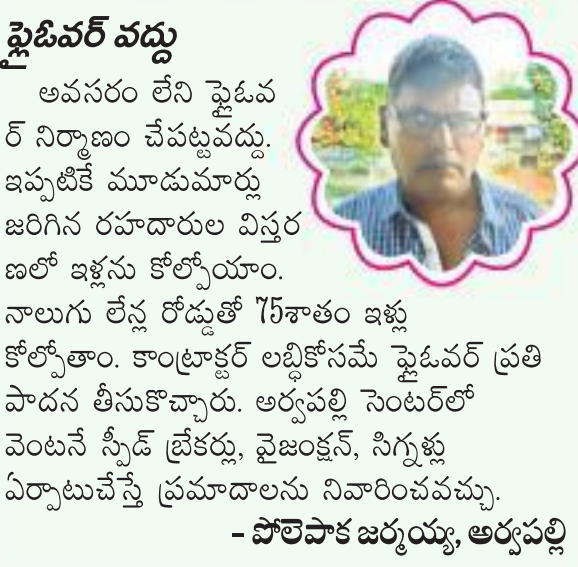 ఫ్లైఓవర్ వద్దు
అవసరం లేని ఫ్లైఓవ
ర్ నిర్మాణం చేపట్టవద్దు.
ఇప్పటికే మూడుమార్లు
జరిగిన రహదారుల విస్తర
ణలో ఇళ్లను కోల్పోయాం.
నాలుగు లేన్ల రోడ్డుతో 75శాతం ఇళ్లు
కోల్పోతాం. కాంట్రాక్టర్ లబ్ధికోసమే ఫ్లైఓవర్ ప్రతి
పాదన తీసుకొచ్చారు. అర్వపల్లి సెంటర్‌లో
వెంటనే స్పీడ్ బ్రేకర్లు, వైజంక్షన్, సిగ్నళ్లు
ఏర్పాటుచేస్తే ప్రమాదాలను నివారించవచ్చు.
- పోలెపాక జర్మయ్య, అర్వపల్లి